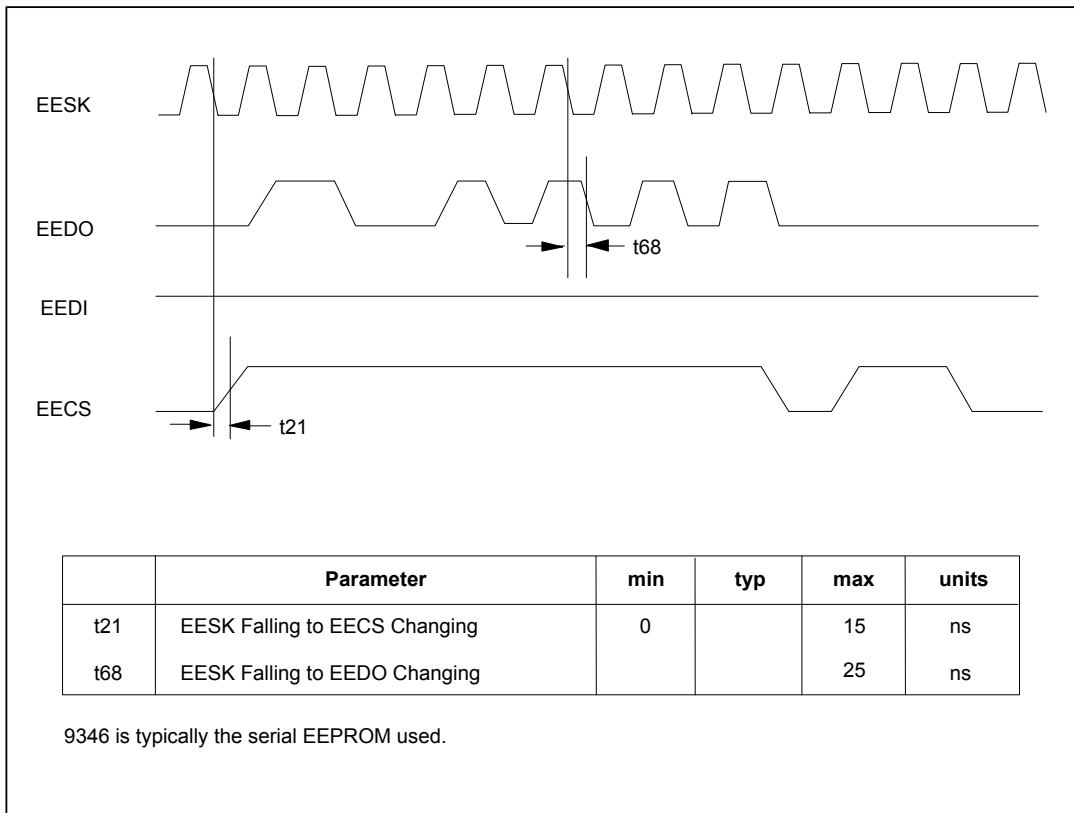 EESK
EEDO
t68
EEDI
EECS
t21
Parameter min typ max units
t21 EESK Falling to EECS Changing 0 15 ns
t68 EESK Falling to EEDO Changing 25 ns
9346 is typically the serial EEPROM used.